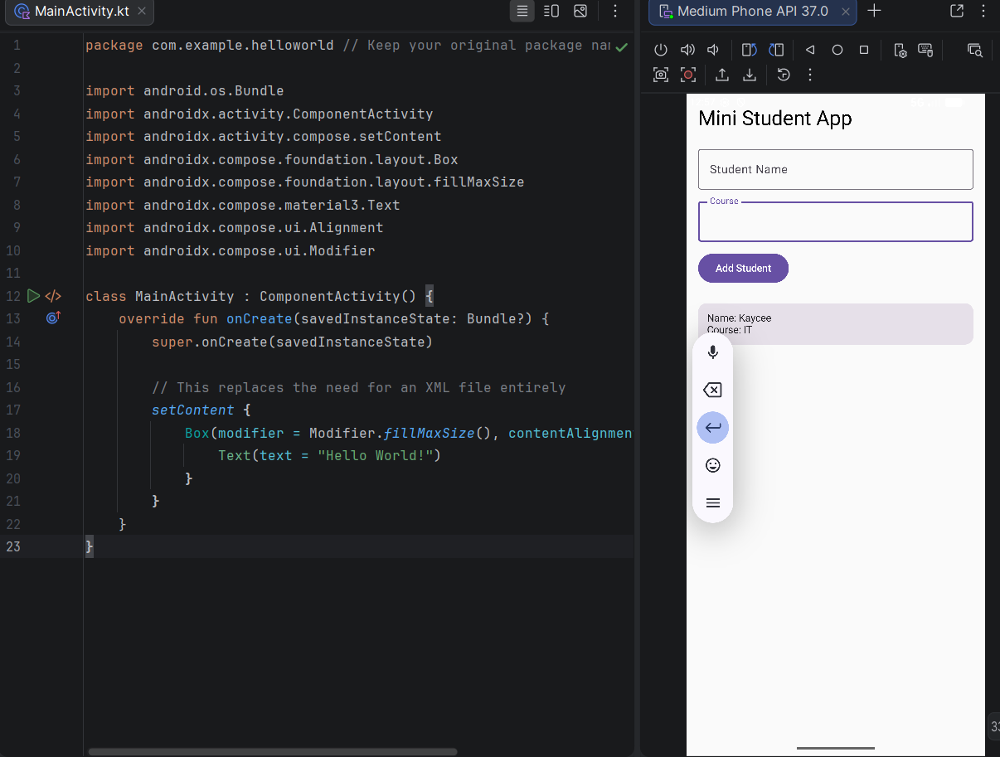 MainActivity.kt
1 package com.example.helloworld // Keep your original package nam
2
3 import android.os.Bundle
4 import androidx.activity.ComponentActivity
5 import androidx.activity.compose.setContent
6 import androidx.compose.foundation.layout.Box
7 import androidx.compose.foundation.layout.fillMaxSize
8 import androidx.compose.material3.Text
9 import androidx.compose.ui.Alignment
10 import androidx.compose.ui.Modifier
11
12 class MainActivity : ComponentActivity() {
13 override fun onCreate(savedInstanceState: Bundle?) {
14 super.onCreate(savedInstanceState)
15
16 // This replaces the need for an XML file entirely
17 setContent {
18 Box(modifier = Modifier.fillMaxSize(), contentAlignmen
19 Text(text = "Hello World!")
20 }
21 }
22 }
23 }
Medium Phone API 37.0
Mini Student App
Student Name
Course
Add Student
Name: Kaycee
Course: IT